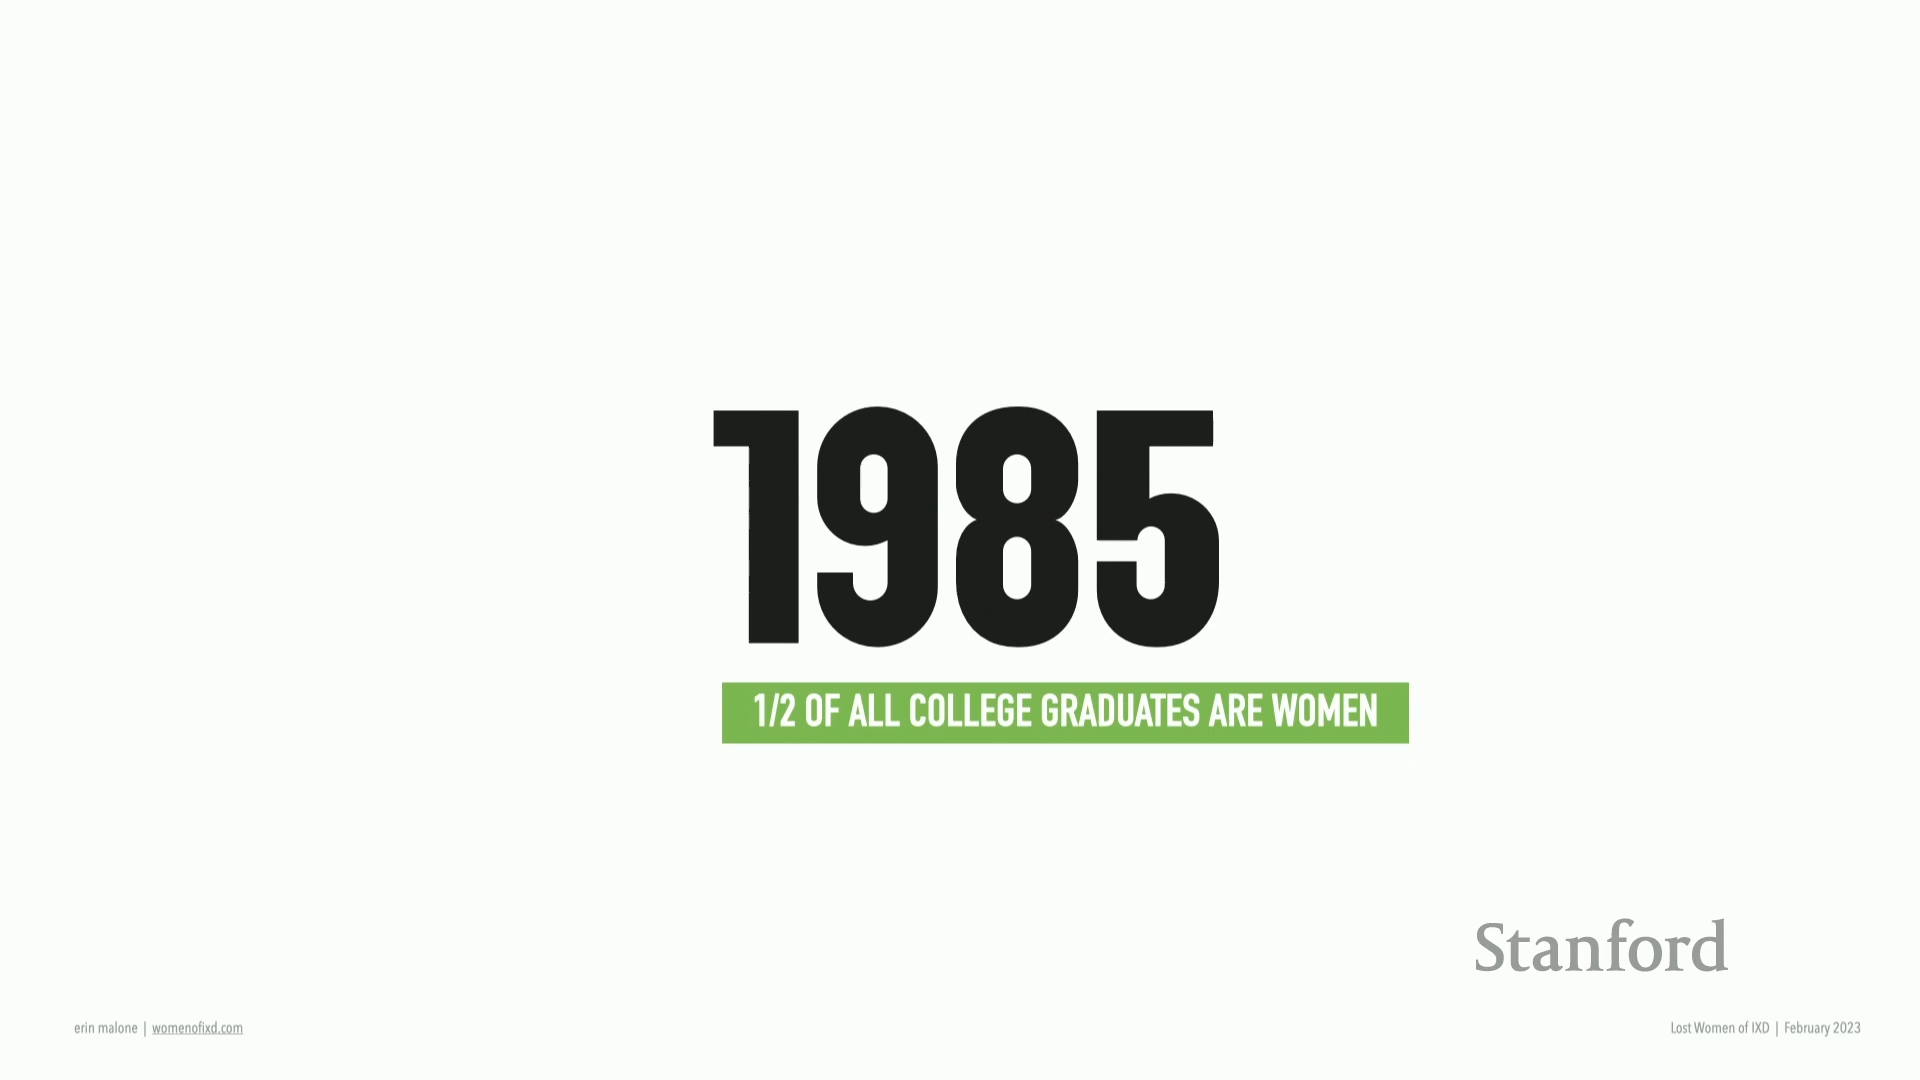 1985
1/2 OF ALL COLLEGE GRADUATES ARE WOMEN
Stanford
erin malone | womenofixd.com
Lost Women of IXD | February 2023